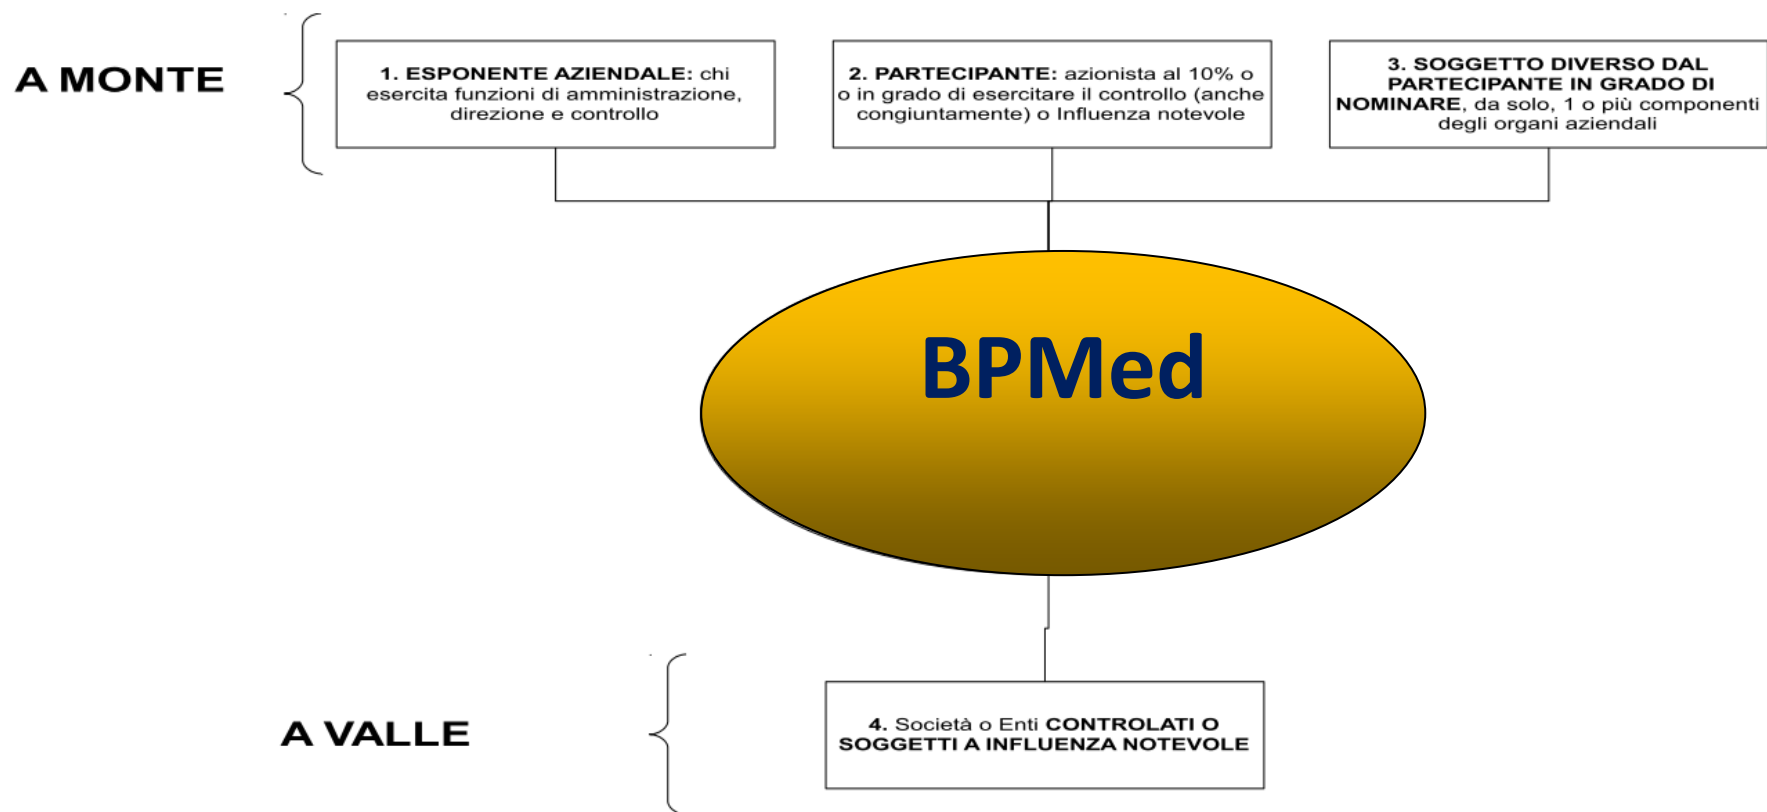 A MONTE
1. ESPONENTE AZIENDALE: chi
esercita funzioni di amministrazione,
direzione e controllo
2. PARTECIPANTE: azionista al 10% o
o in grado di esercitare il controllo (anche
congiuntamente) o Influenza notevole
3. SOGGETTO DIVERSO DAL
PARTECIPANTE IN GRADO DI
NOMINARE, da solo, 1 o più componenti
degli organi aziendali
BPMed
A VALLE
4. Società o Enti CONTROLATI O
SOGGETTI A INFLUENZA NOTEVOLE